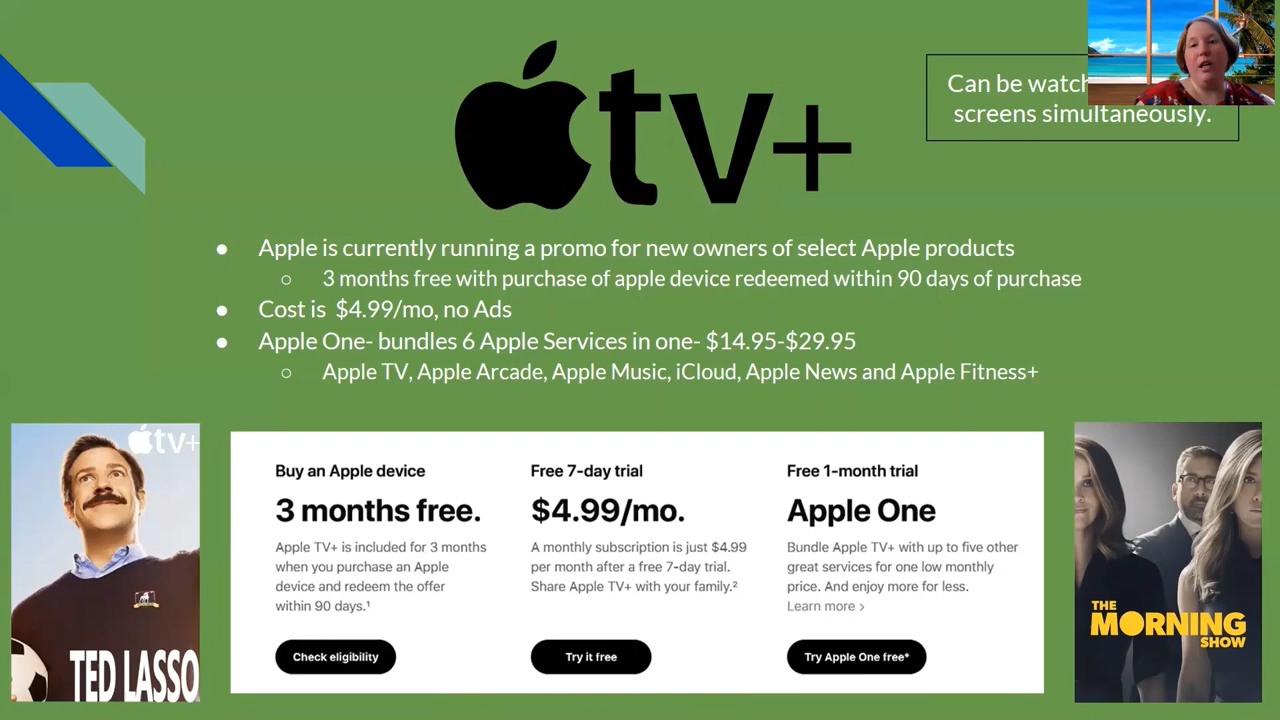 tv+
Can be watch
screens simultaneously.
● Apple is currently running a promo for new owners of select Apple products
○ 3 months free with purchase of apple device redeemed within 90 days of purchase
● Cost is $4.99/mo, no Ads
● Apple One- bundles 6 Apple Services in one- $14.95-$29.95
○ Apple TV, Apple Arcade, Apple Music, iCloud, Apple News and Apple Fitness+
tv+
TED LASSO
Buy an Apple device
3 months free.
Apple TV+ is included for 3 months
when you purchase an Apple
device and redeem the offer
within 90 days.¹
Check eligibility
Free 7-day trial
$4.99/mo.
A monthly subscription is just $4.99
per month after a free 7-day trial.
Share Apple TV+ with your family.²
Try it free
Free 1-month trial
Apple One
Bundle Apple TV+ with up to five other
great services for one low monthly
price. And enjoy more for less.
Learn more >
Try Apple One free*
THE
MORNING
SHOW